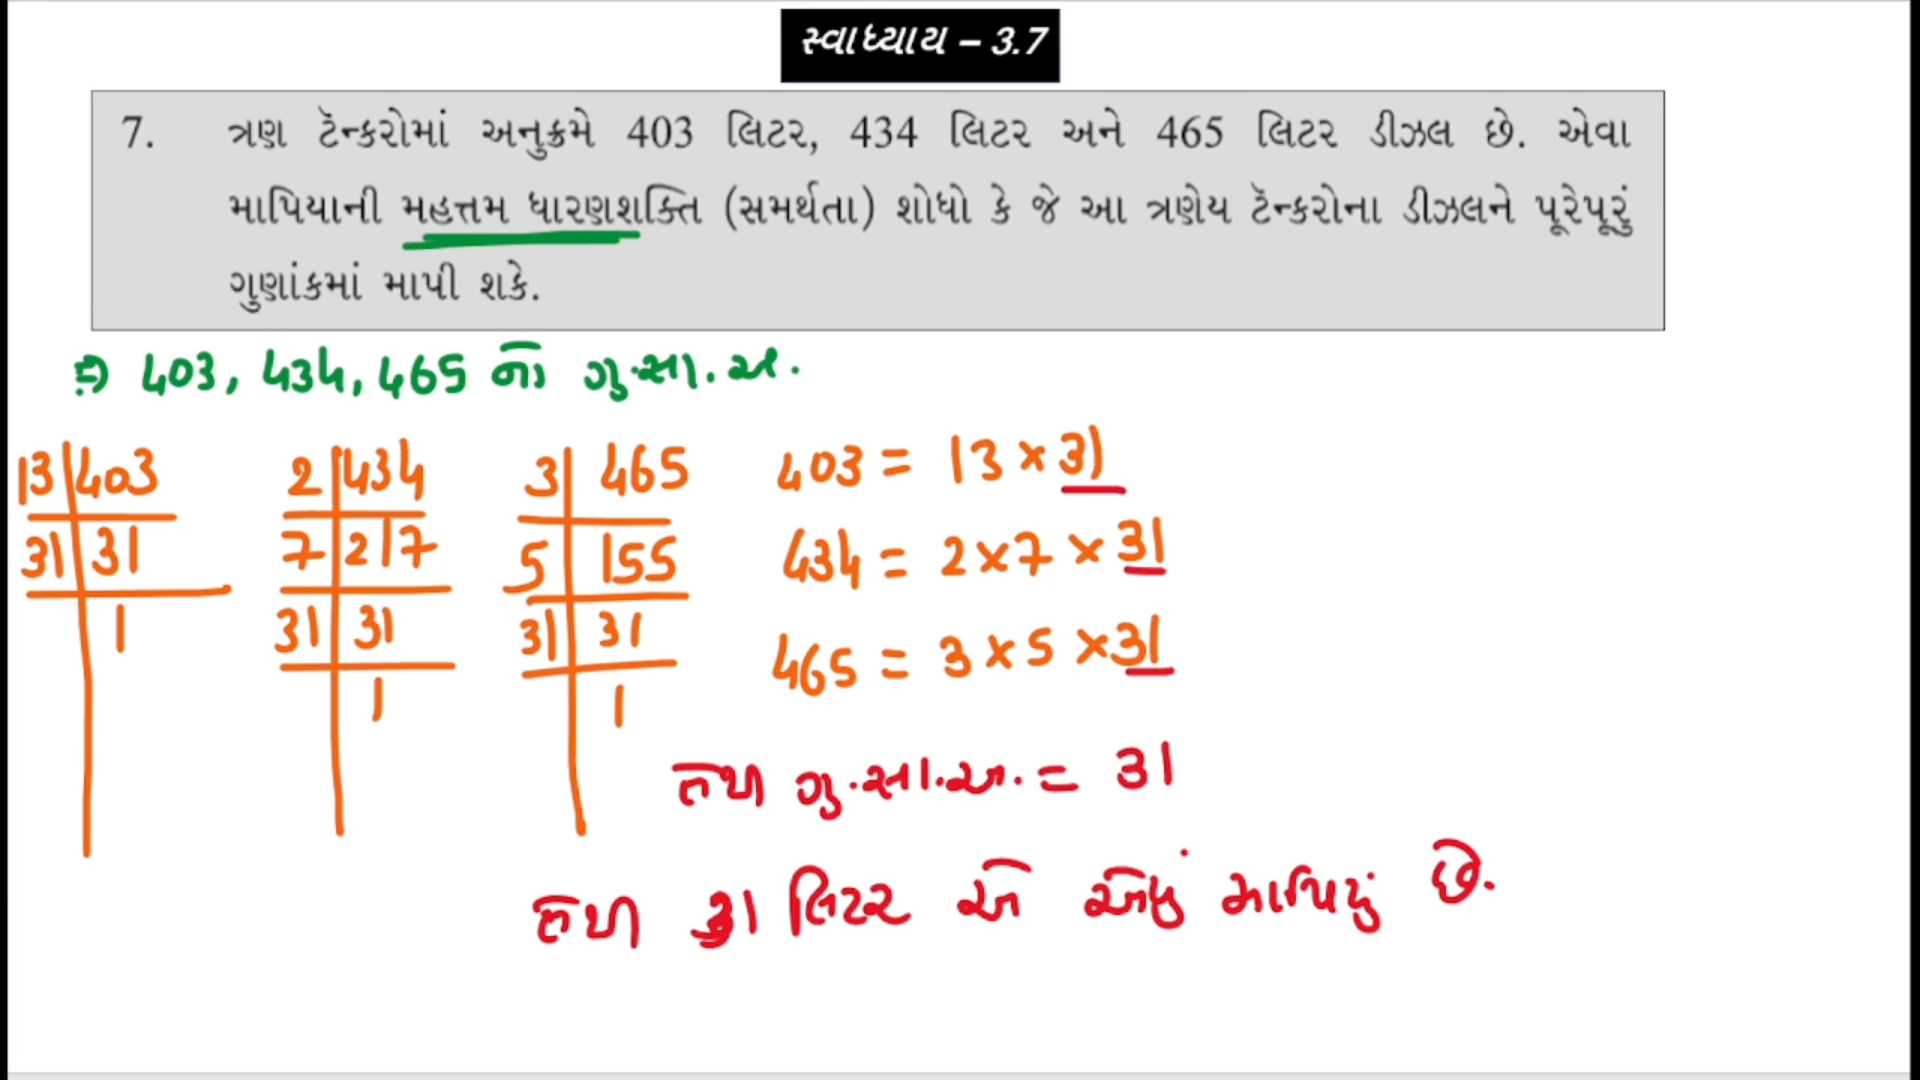 સ્વાધ્યાય – 3.7
7. ત્રણ ટૅન્કરોમાં અનુક્રમે 403 લિટર, 434 લિટર અને 465 લિટર ડીઝલ છે. એવા
માપિયાની મહત્તમ ધારણશક્તિ (સમર્થતા) શોધો કે જે આ ત્રણેય ટૅન્કરોના ડીઝલને પૂરેપૂરું
ગુણાંકમાં માપી શકે.
⇒ 403, 434, 465 નો ગુ.સા.અ.
13 403
31 31
1
2 434
7 217
31 31
1
3 465
5 155
31 31
1
403 = 13 × 31
434 = 2 × 7 × 31
465 = 3 × 5 × 31
ગુ.સા.અ. = 31
31 લિટર એ એવું માપિયું છે.